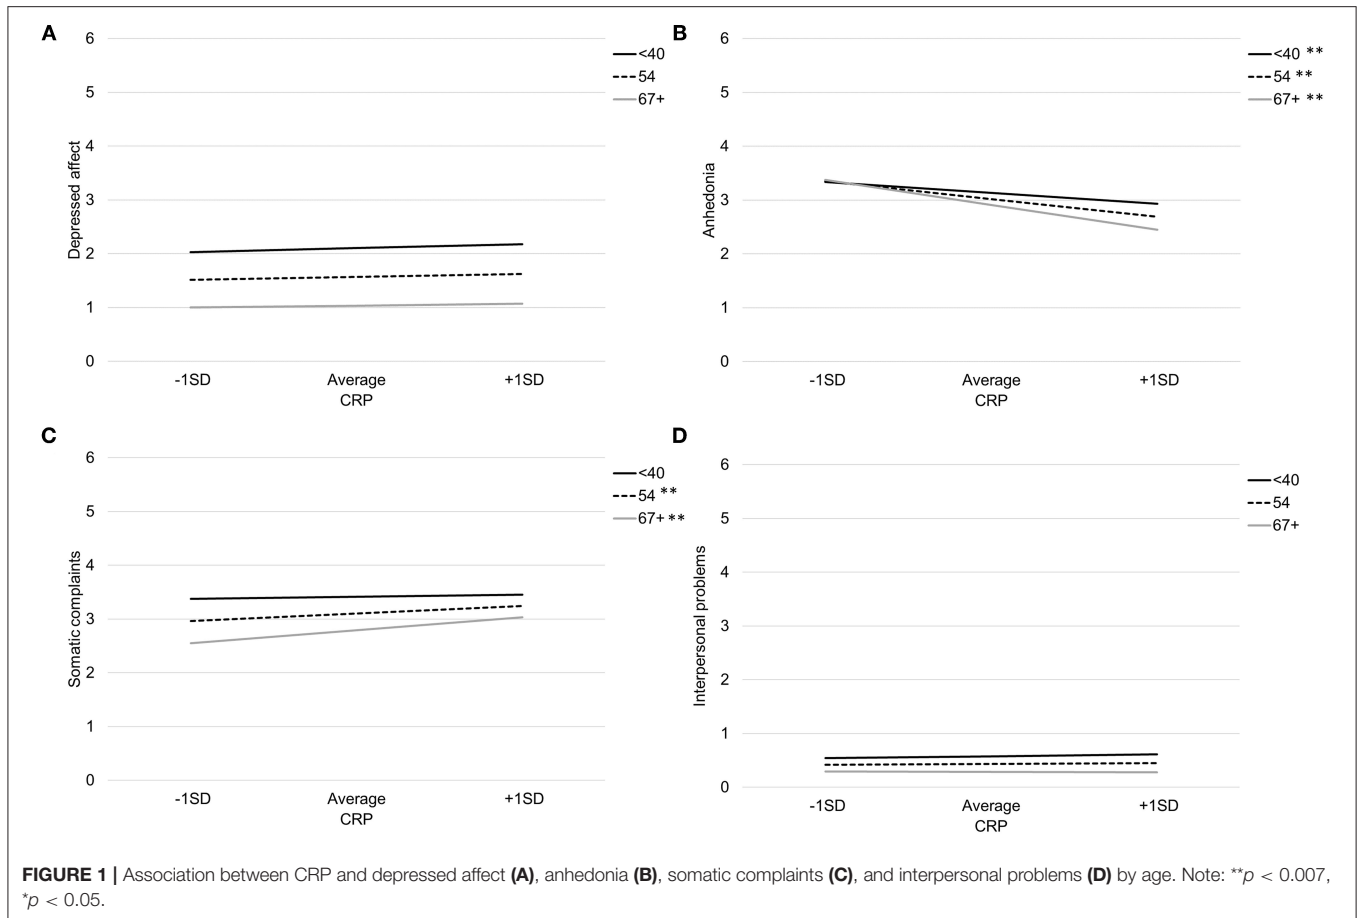 A
6
5
4
3
2
1
0
Depressed affect
-1SD Average +1SD
CRP
<40
54
67+
B
6
5
4
3
2
1
0
Anhedonia
-1SD Average +1SD
CRP
<40 **
54 **
67+ **
C
6
5
4
3
2
1
0
Somatic complaints
-1SD Average +1SD
CRP
<40
54 **
67+ **
D
6
5
4
3
2
1
0
Interpersonal problems
-1SD Average +1SD
CRP
<40
54
67+
FIGURE 1 | Association between CRP and depressed affect (A), anhedonia (B), somatic complaints (C), and interpersonal problems (D) by age. Note: **p < 0.007,
*p < 0.05.